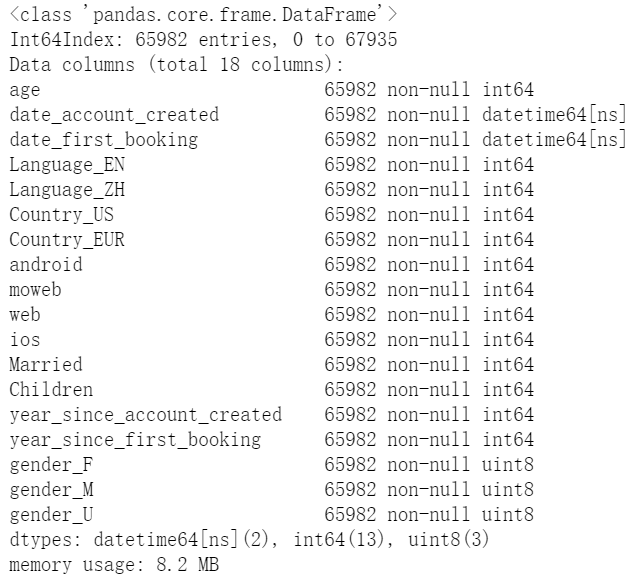 <class 'pandas.core.frame.DataFrame'>
Int64Index: 65982 entries, 0 to 67935
Data columns (total 18 columns):
age 65982 non-null int64
date_account_created 65982 non-null datetime64[ns]
date_first_booking 65982 non-null datetime64[ns]
Language_EN 65982 non-null int64
Language_ZH 65982 non-null int64
Country_US 65982 non-null int64
Country_EUR 65982 non-null int64
android 65982 non-null int64
moweb 65982 non-null int64
web 65982 non-null int64
ios 65982 non-null int64
Married 65982 non-null int64
Children 65982 non-null int64
year_since_account_created 65982 non-null int64
year_since_first_booking 65982 non-null int64
gender_F 65982 non-null uint8
gender_M 65982 non-null uint8
gender_U 65982 non-null uint8
dtypes: datetime64[ns](2), int64(13), uint8(3)
memory usage: 8.2 MB